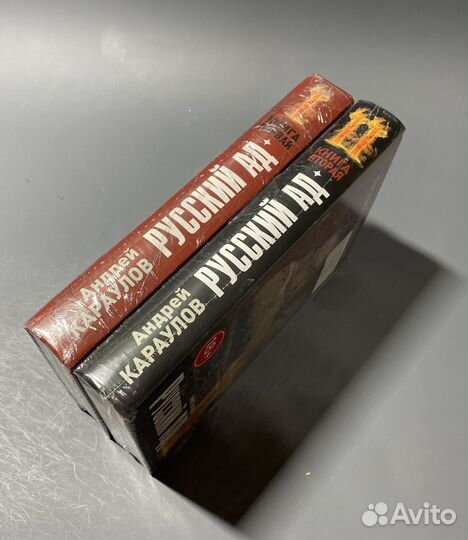 Андрей
КАРАУЛОВ
РУССКИЙ АД
I
КНИГА
ПЕРВАЯ
Андрей
КАРАУЛОВ
РУССКИЙ АД
II
КНИГА
ВТОРАЯ
Avito